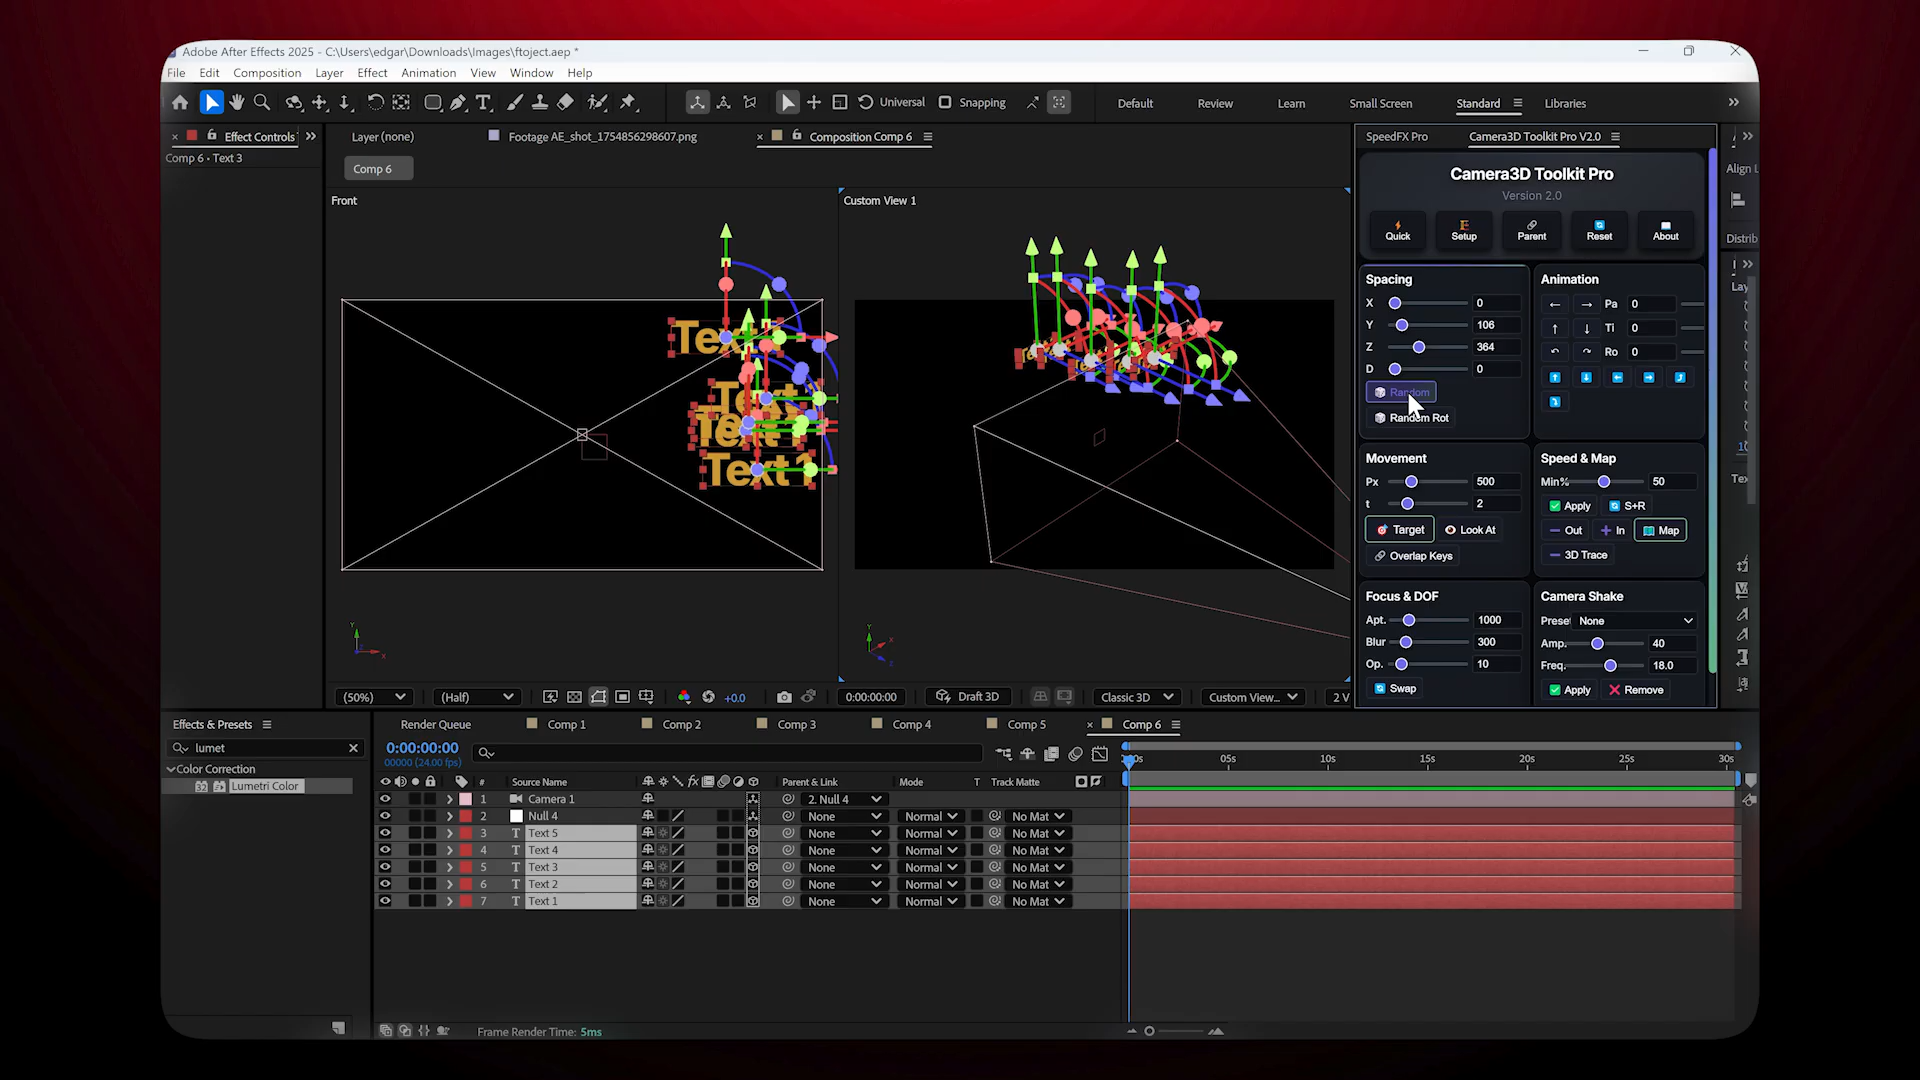 Adobe After Effects 2025 - C:\Users\edgar\Downloads\Images\ftoject.aep *
File Edit Composition Layer Effect Animation View Window Help
Universal Snapping Default Review Learn Small Screen Standard Libraries
Effect Controls Layer (none) Footage AE_shot_1754856298607.png Composition Comp 6 SpeedFX Pro Camera3D Toolkit Pro V2.0
Comp 6 • Text 3
Comp 6
Front
Custom View 1
Text
Text
Text1
Text1
Camera3D Toolkit Pro
Version 2.0
Quick Setup Parent Reset About
Spacing
X 0
Y 106
Z 364
D 0
Random
Random Rot
Animation
Pa 0
Ti 0
Ro 0
Movement
Px 500
t 2
Target Look At
Overlap Keys
Speed & Map
Min% 50
Apply S+R
Out In Map
3D Trace
Focus & DOF
Apt. 1000
Blur 300
Op. 10
Swap
Camera Shake
Preset None
Amp. 40
Freq. 18.0
Apply Remove
Align L
Distrib
Lay
Tex
(50%) (Half) +0.0 0:00:00:00 Draft 3D Classic 3D Custom View... 2 V
Effects & Presets
lumet
Color Correction
32 Lumetri Color
Render Queue Comp 1 Comp 2 Comp 3 Comp 4 Comp 5 Comp 6
0:00:00:00
00000 (24.00 fps)
0s 05s 10s 15s 20s 25s 30s
# Source Name fx Parent & Link Mode T Track Matte
1 Camera 1 2. Null 4
2 Null 4 None Normal No Mat
3 T Text 5 None Normal No Mat
4 T Text 4 None Normal No Mat
5 T Text 3 None Normal No Mat
6 T Text 2 None Normal No Mat
7 T Text 1 None Normal No Mat
Frame Render Time: 5ms